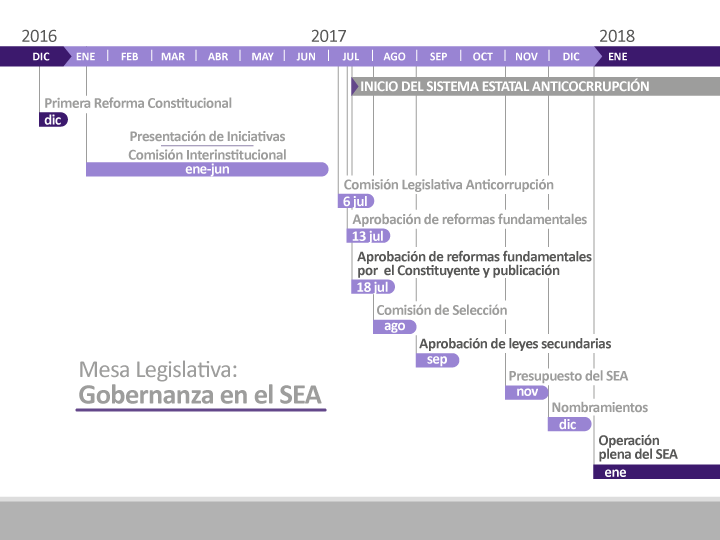 2016
2017
2018
DIC
ENE
FEB
MAR
ABR
MAY
JUN
JUL
AGO
SEP
OCT
NOV
DIC
ENE
INICIO DEL SISTEMA ESTATAL ANTICOCRRUPCIÓN
Primera Reforma Constitucional
dic
Presentación de Iniciativas
Comisión Interinstitucional
ene-jun
Comisión Legislativa Anticorrupción
6 jul
Aprobación de reformas fundamentales
13 jul
Aprobación de reformas fundamentales
por el Constituyente y publicación
18 jul
Comisión de Selección
ago
Aprobación de leyes secundarias
sep
Mesa Legislativa:
Gobernanza en el SEA
Presupuesto del SEA
nov
Nombramientos
dic
Operación
plena del SEA
ene